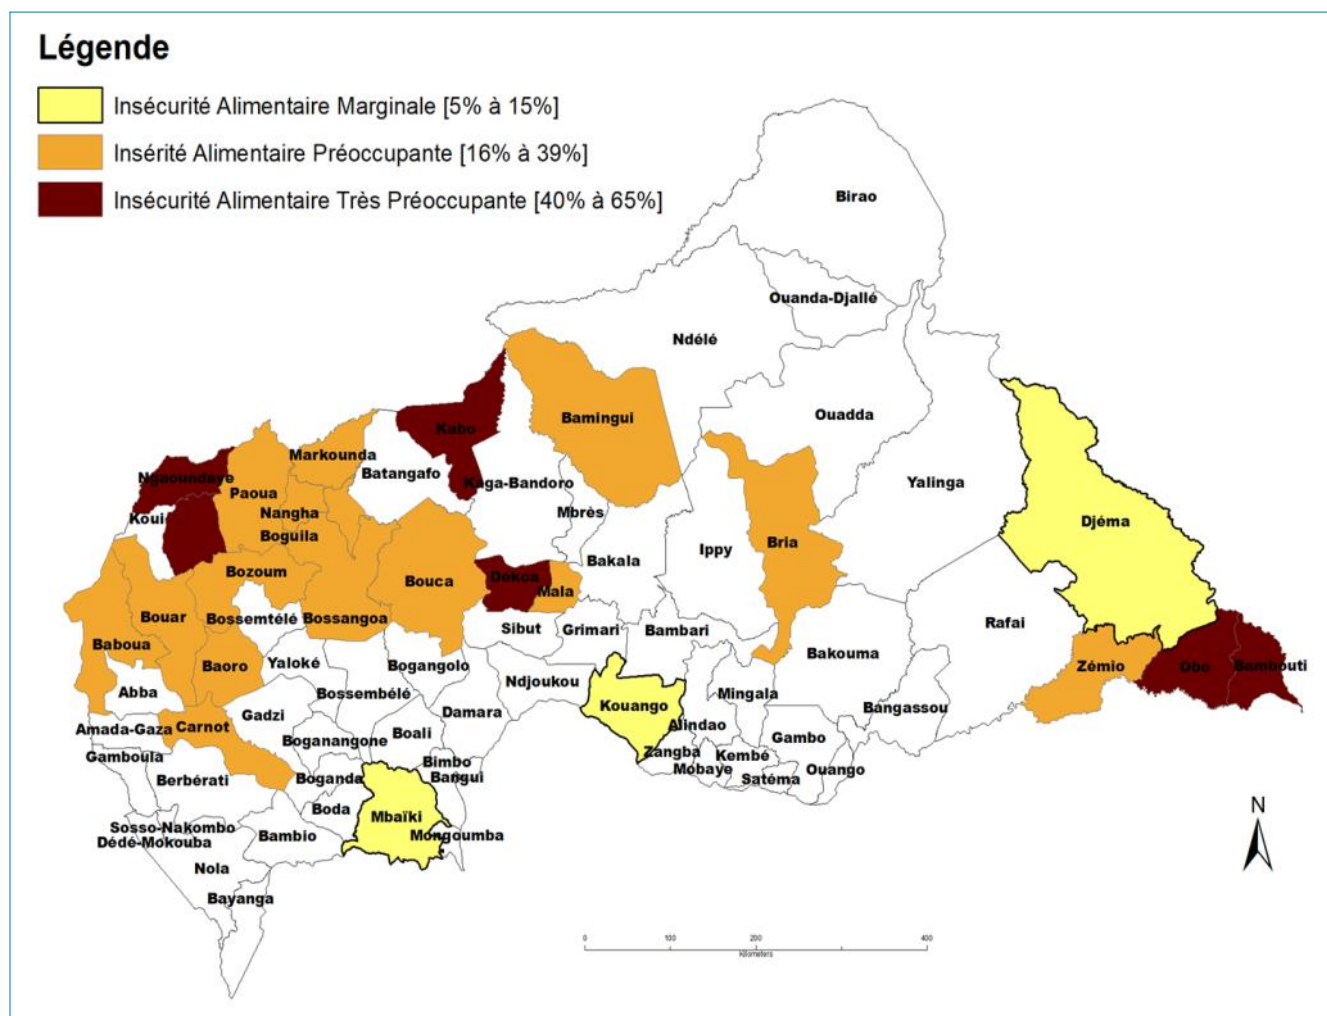 Légende
Insécurité Alimentaire Marginale [5% à 15%]
Insérité Alimentaire Préoccupante [16% à 39%]
Insécurité Alimentaire Très Préoccupante [40% à 65%]
Birao
Ouanda-Djallé
Ndélé
Ouadda
Bamingui
Kabo
Markounda
Batangafo
Ngaoundaye
Kaga-Bandoro
Yalinga
Paoua
Nangha
Mbrès
Koui
Djéma
Boguila
Bria
Ippy
Bakala
Bozoum
Bouca
Dekoa
Mala
Bouar
Bossemtélé
Bossangoa
Rafai
Sibut
Grimari
Bambari
Baboua
Bakouma
Baoro
Yaloké
Bogangolo
Zémio
Obo
Bambouti
Abba
Bossembélé
Ndjoukou
Mingala
Kouango
Gadzi
Damara
Bangassou
Amada-Gaza
Carnot
Boali
Alindao
Gambo
Boganangone
Gamboula
Zangba
Kembé
Bimbo
Mobaye
Ouango
Berbérati
Boganda
Bangui
Satéma
Boda
Mbaïki
Sosso-Nakombo
Bambio
Mongoumba
Dédé-Mokouba
Nola
Bayanga
N
0 100 200 400
Kilometers